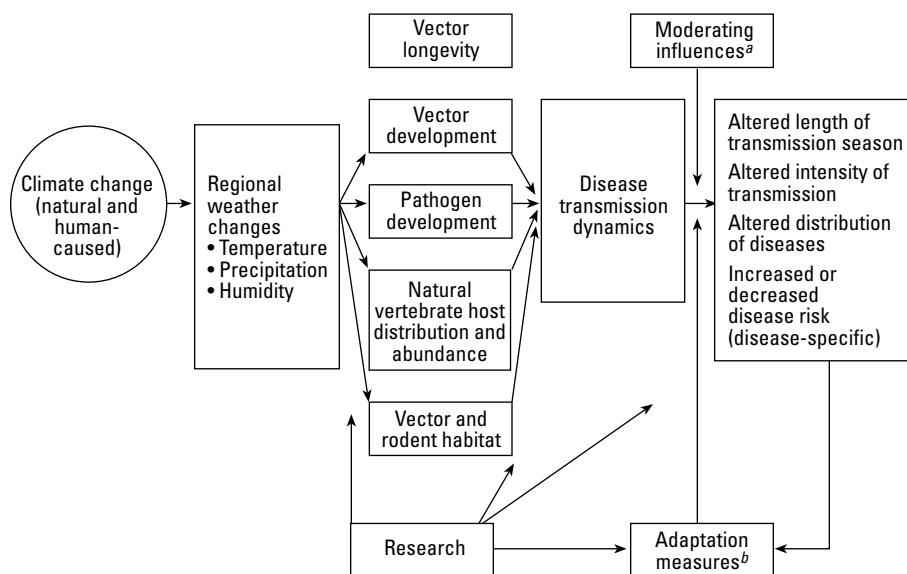 Vector
longevity
Moderating
influencesᵃ
Climate change
(natural and
human-
caused)
Regional
weather
changes
• Temperature
• Precipitation
• Humidity
Vector
development
Pathogen
development
Natural
vertebrate host
distribution and
abundance
Vector and
rodent habitat
Disease
transmission
dynamics
Altered length of
transmission season
Altered intensity of
transmission
Altered distribution
of diseases
Increased or
decreased
disease risk
(disease-specific)
Research
Adaptation
measuresᵇ